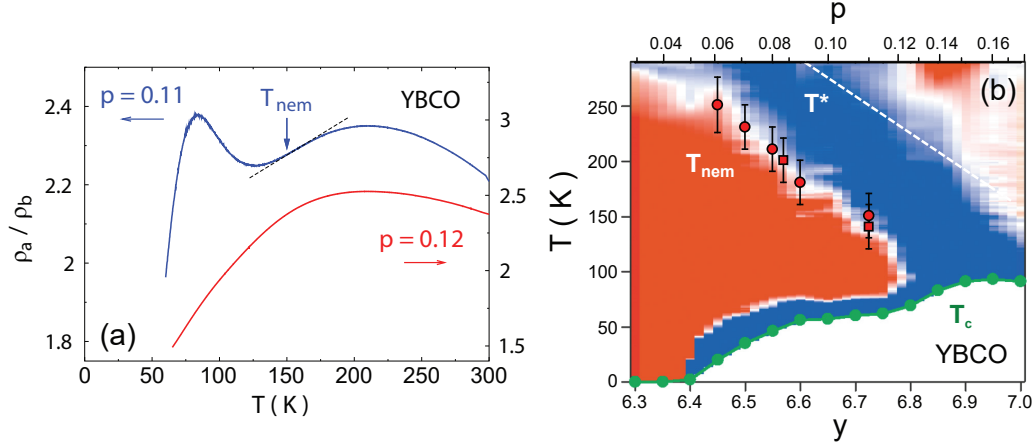 p = 0.11
T nem
YBCO
p = 0.12
(a)
ρa / ρb
2.4
2.2
2
1.8
3
2.5
2
1.5
0 50 100 150 200 250 300
T ( K )
p
0.04 0.06 0.08 0.10 0.12 0.14 0.16
(b)
T*
Tnem
Tc
YBCO
T ( K )
250
200
150
100
50
0
6.3 6.4 6.5 6.6 6.7 6.8 6.9 7.0
y